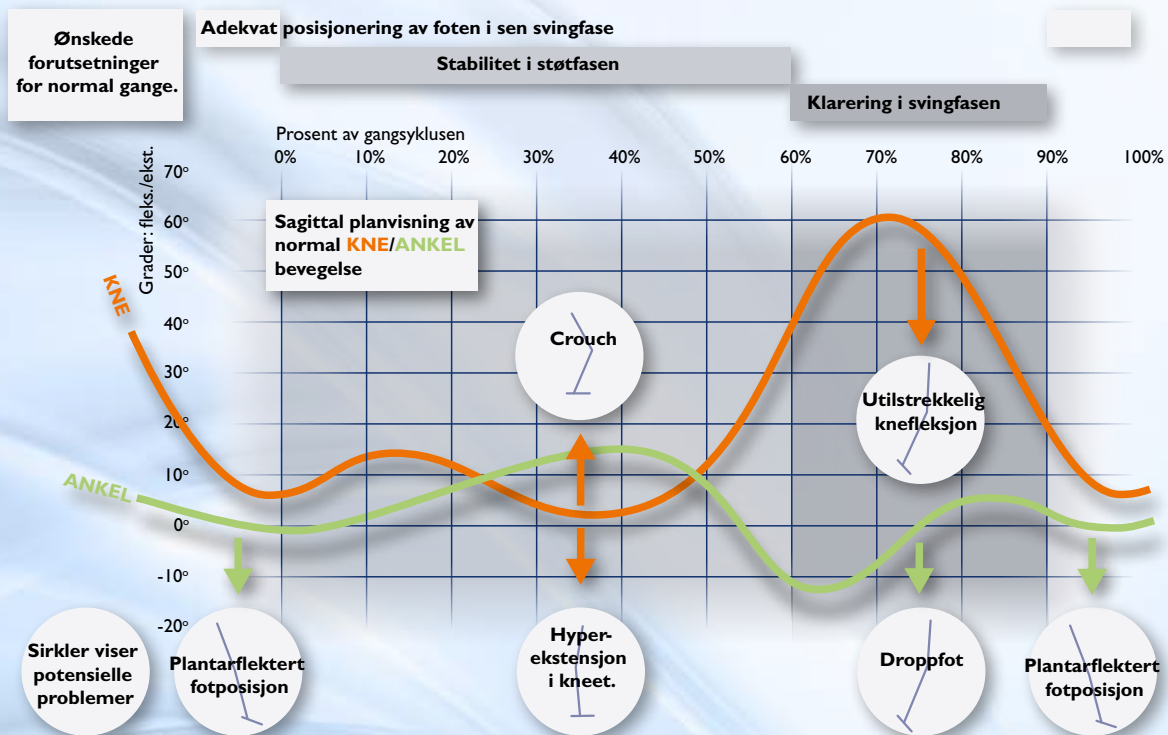 Ønskede
forutsetninger
for normal gange.
Adekvat posisjonering av foten i sen svingfase
Stabilitet i støtfasen
Klarering i svingfasen
Prosent av gangsyklusen
0% 10% 20% 30% 40% 50% 60% 70% 80% 90% 100%
Grader: fleks./ekst.
70°
60°
50°
40°
30°
20°
10°
0°
-10°
-20°
Sagittal planvisning av
normal KNE/ANKEL
bevegelse
KNE
ANKEL
Crouch
Utilstrekkelig
knefleksjon
Sirkler viser
potensielle
problemer
Plantarflektert
fotposisjon
Hyper-
ekstensjon
i kneet.
Droppfot
Plantarflektert
fotposisjon